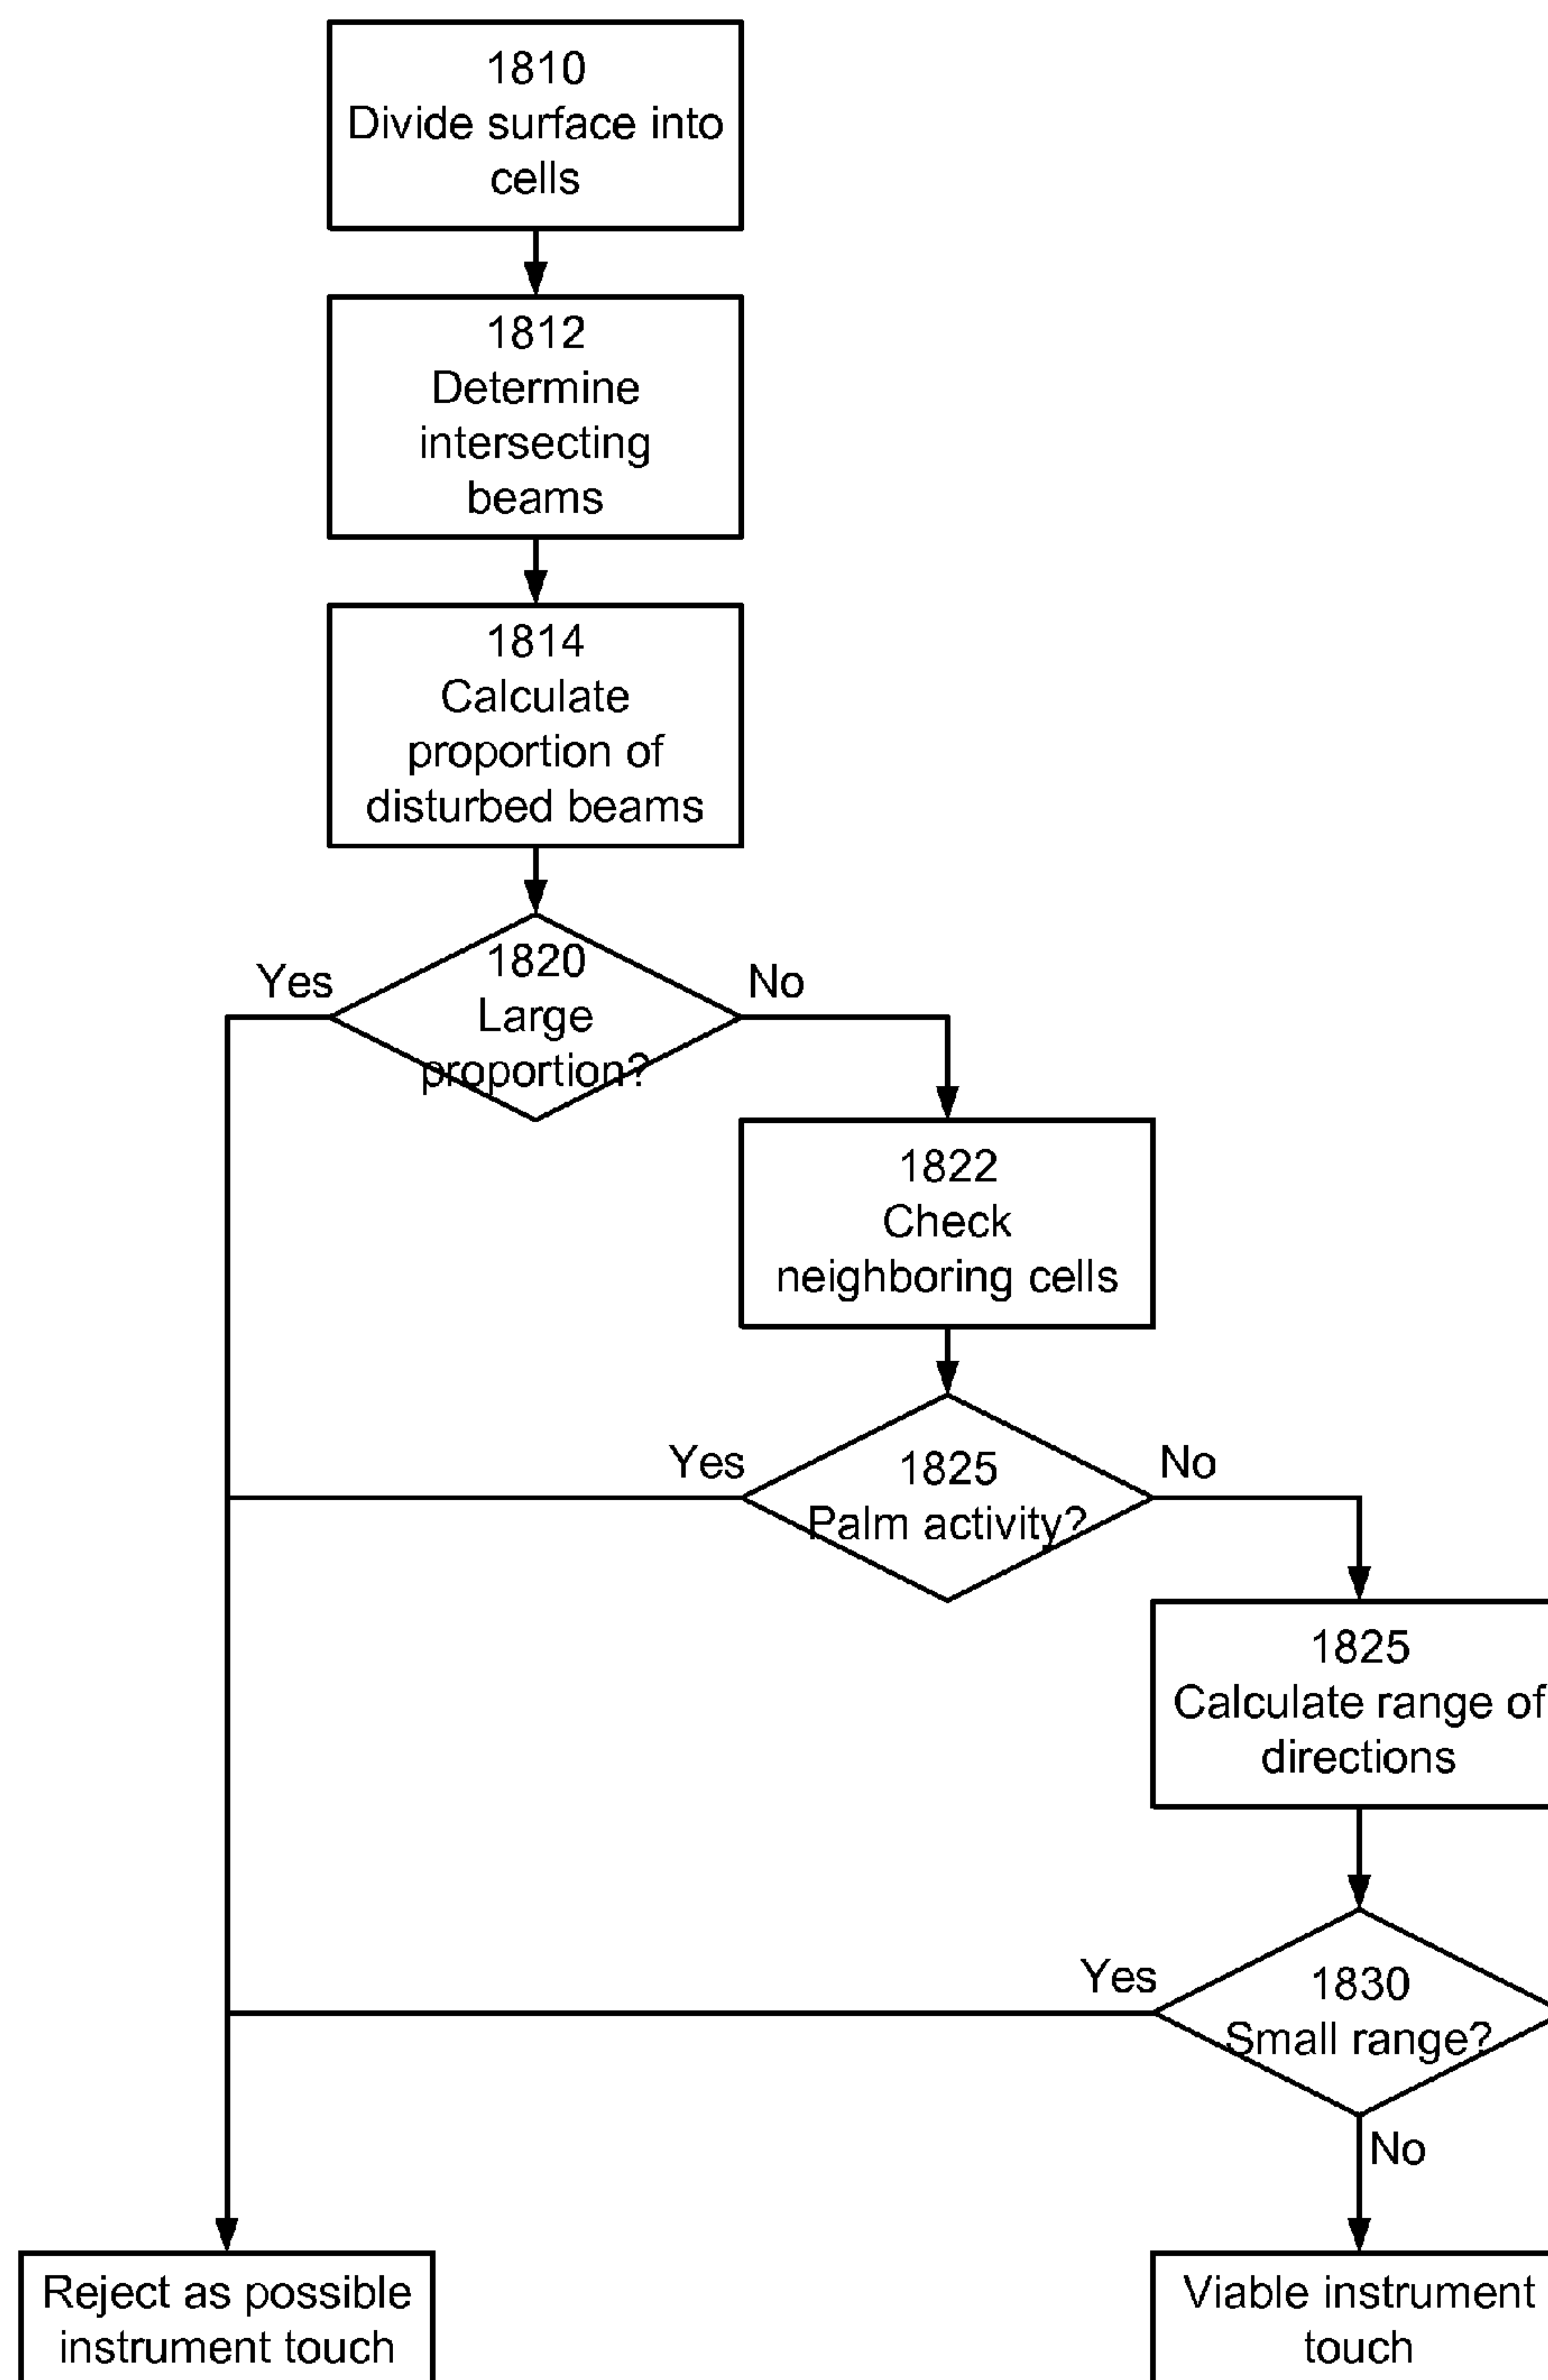 1810
Divide surface into
cells
1812
Determine
intersecting
beams
1814
Calculate
proportion of
disturbed beams
Yes
1820
Large
proportion?
No
1822
Check
neighboring cells
Yes
1825
Palm activity?
No
1825
Calculate range of
directions
Yes
1830
Small range?
No
Reject as possible
instrument touch
Viable instrument
touch